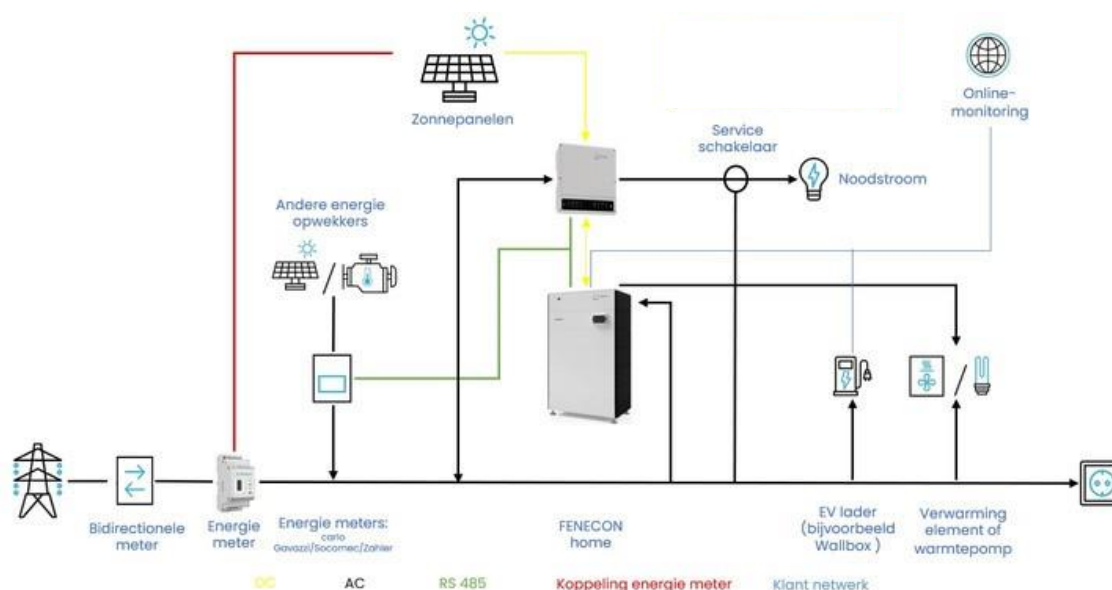 Zonnepanelen
Online-
monitoring
Service
schakelaar
Noodstroom
Andere energie
opwekkers
Bidirectionele
meter
Energie
meter
Energie meters:
carlo
Gavazzi/Socomec/Zahler
FENECON
home
EV lader
(bijvoorbeeld
Wallbox )
Verwarming
element of
warmtepomp
DC
AC
RS 485
Koppeling energie meter
Klant netwerk